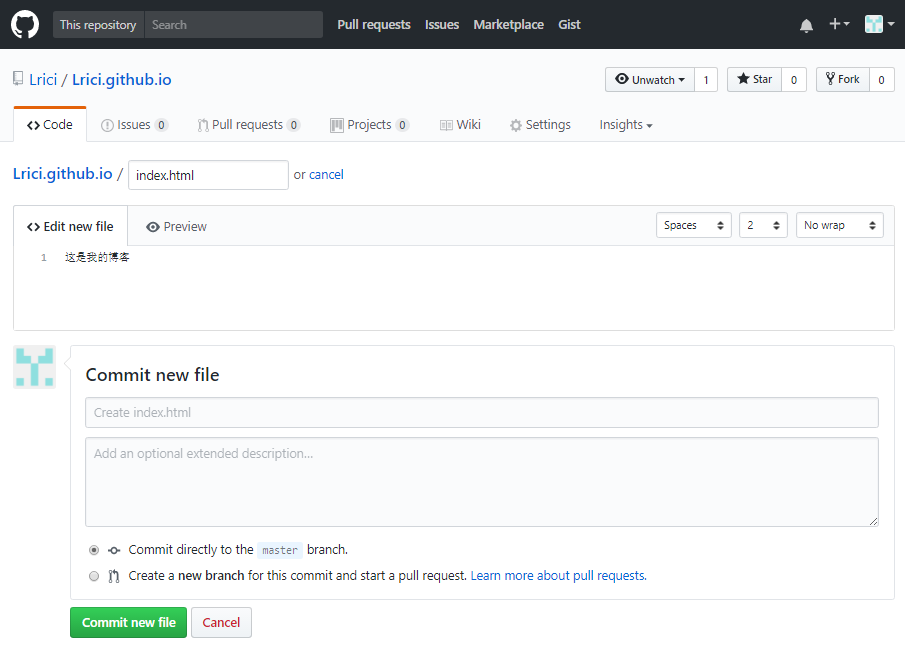 This repository Search Pull requests Issues Marketplace Gist
Lrici / Lrici.github.io Unwatch 1 Star 0 Fork 0
Code Issues 0 Pull requests 0 Projects 0 Wiki Settings Insights
Lrici.github.io / index.html or cancel
Edit new file Preview Spaces 2 No wrap
1 这是我的博客
Commit new file
Create index.html
Add an optional extended description...
Commit directly to the master branch.
Create a new branch for this commit and start a pull request. Learn more about pull requests.
Commit new file Cancel